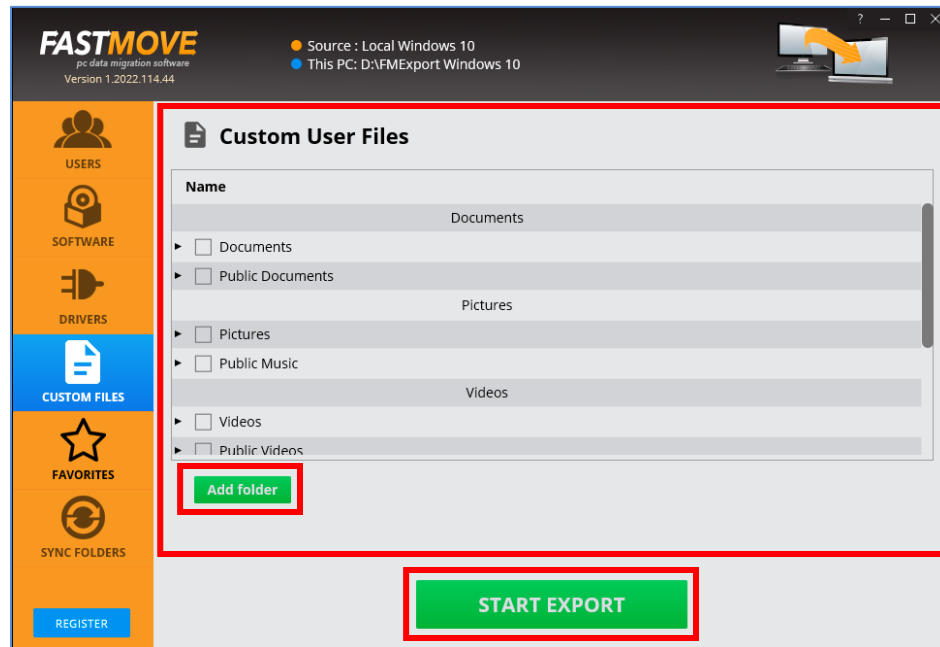 FASTMOVE
pc data migration software
Version 1.2022.114.44
Source : Local Windows 10
This PC: D:\FMExport Windows 10
?
USERS
SOFTWARE
DRIVERS
CUSTOM FILES
FAVORITES
SYNC FOLDERS
REGISTER
Custom User Files
Name
Documents
Documents
Public Documents
Pictures
Pictures
Public Music
Videos
Videos
Public Videos
Add folder
START EXPORT